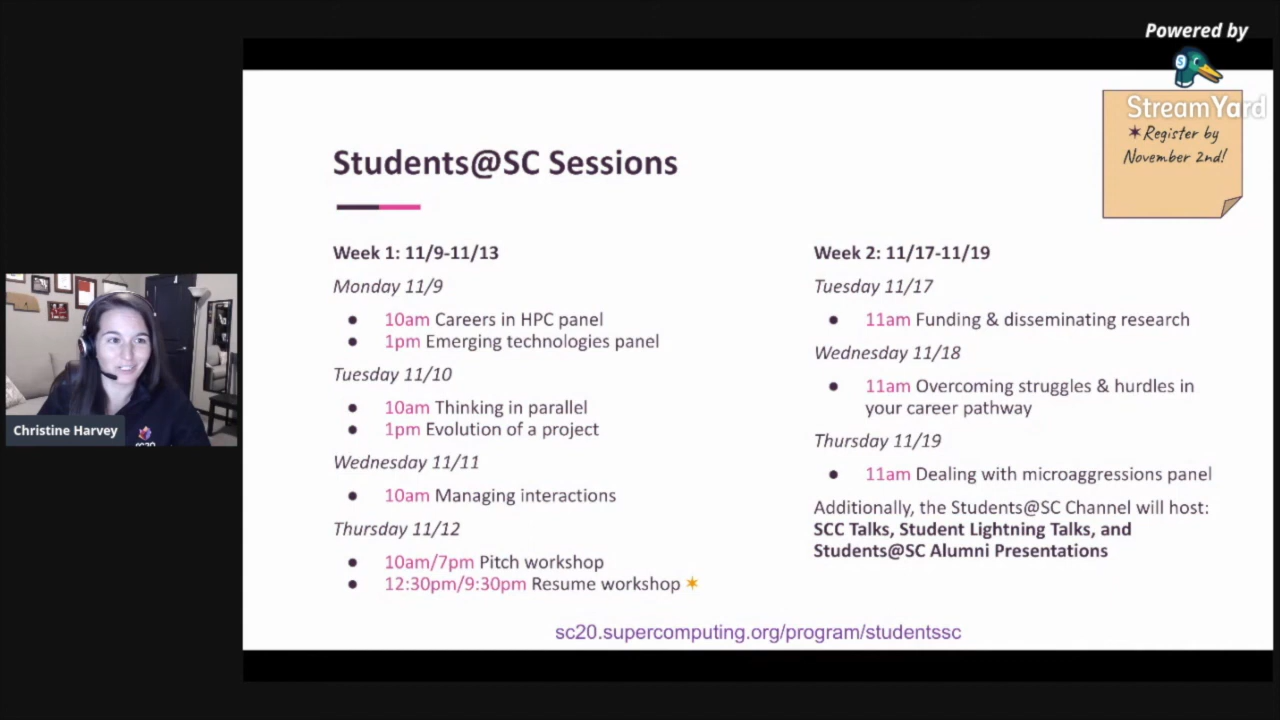 Powered by
StreamYard
✶Register by
November 2nd!
Students@SC Sessions
Week 1: 11/9-11/13
Monday 11/9
● 10am Careers in HPC panel
● 1pm Emerging technologies panel
Tuesday 11/10
● 10am Thinking in parallel
● 1pm Evolution of a project
Wednesday 11/11
● 10am Managing interactions
Thursday 11/12
● 10am/7pm Pitch workshop
● 12:30pm/9:30pm Resume workshop ✶
Week 2: 11/17-11/19
Tuesday 11/17
● 11am Funding & disseminating research
Wednesday 11/18
● 11am Overcoming struggles & hurdles in
your career pathway
Thursday 11/19
● 11am Dealing with microaggressions panel
Additionally, the Students@SC Channel will host:
SCC Talks, Student Lightning Talks, and
Students@SC Alumni Presentations
sc20.supercomputing.org/program/studentssc
Christine Harvey
sc20